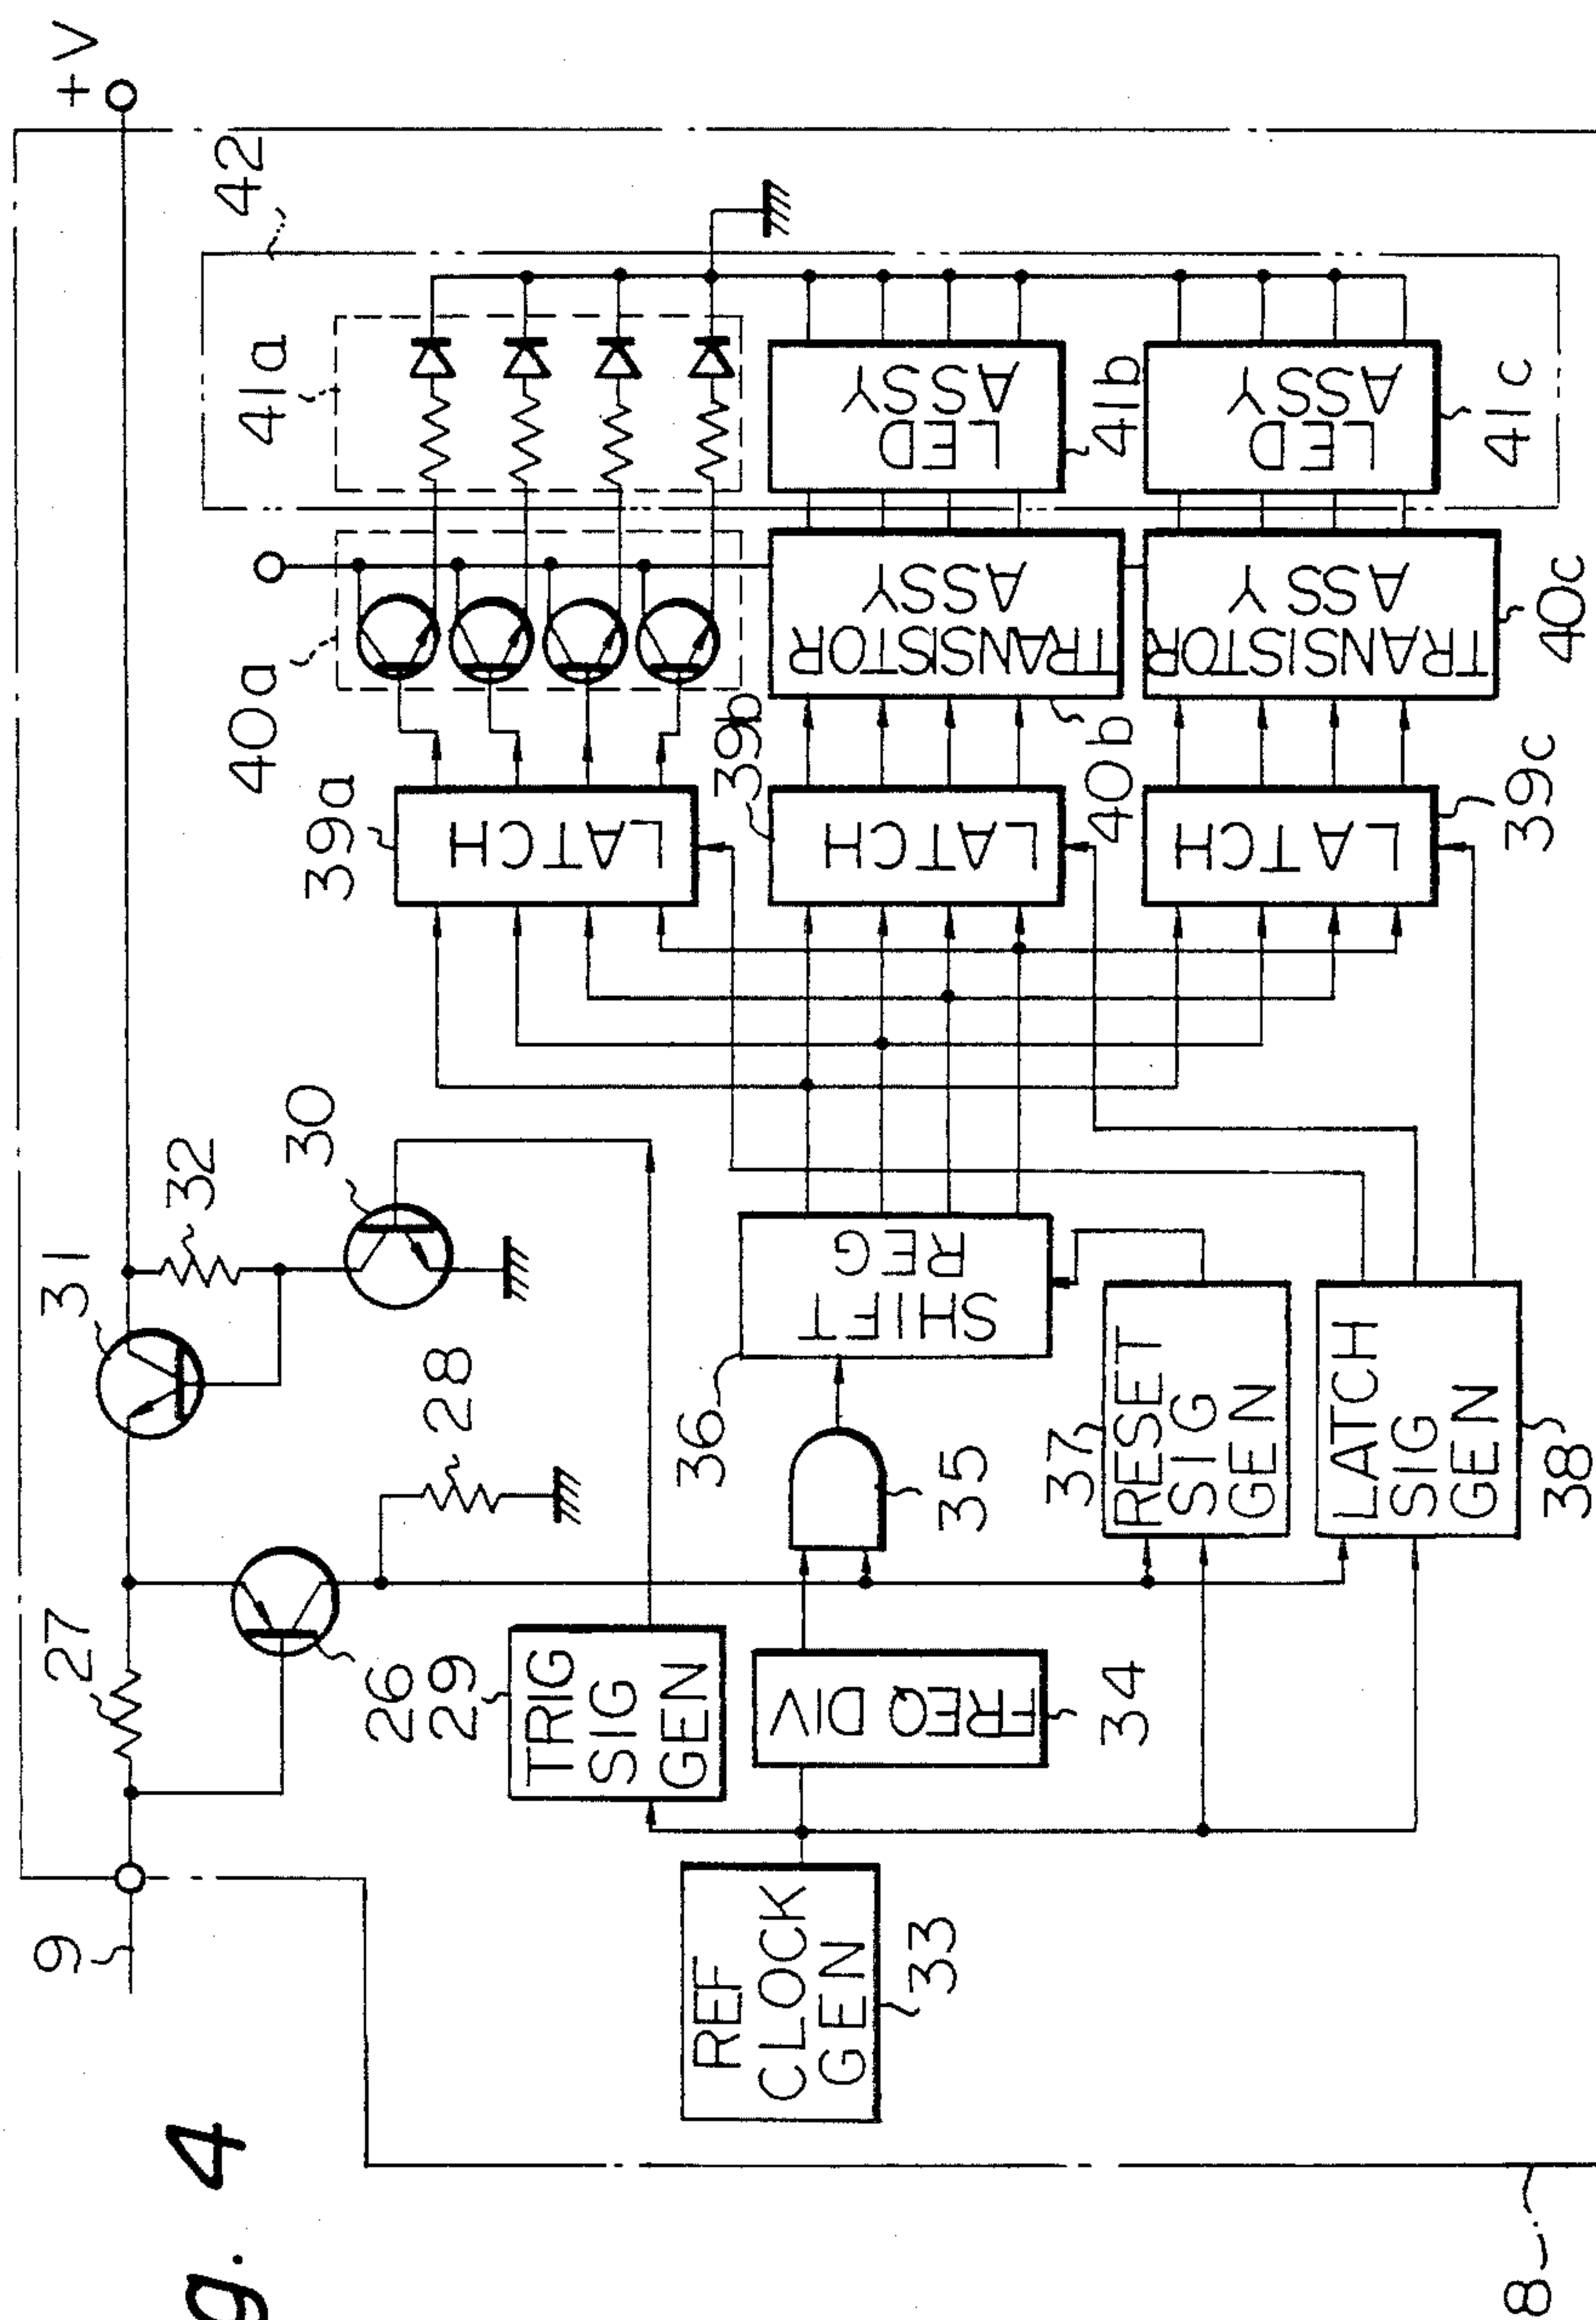 g. 4
+V
9
27
31
32
30
28
26
29
TRIG
SIG
GEN
REF
CLOCK
GEN
33
FREQ DIV
34
35
36
SHIFT
REG
37
RESET
SIG
GEN
LATCH
SIG
GEN
38
39a
LATCH
39b
LATCH
39c
LATCH
40a
40b
TRANSISTOR
ASSY
40c
TRANSISTOR
ASSY
41a
41b
LED
ASSY
41c
LED
ASSY
42
8